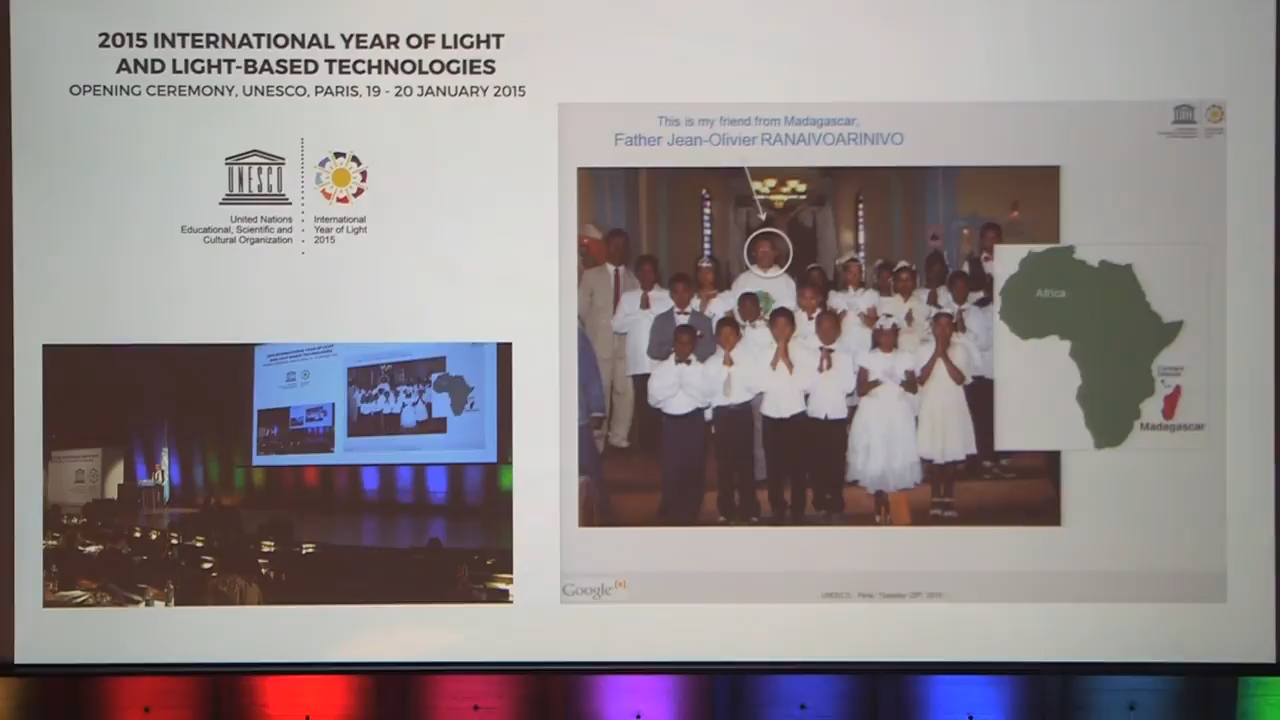 2015 INTERNATIONAL YEAR OF LIGHT
AND LIGHT-BASED TECHNOLOGIES
OPENING CEREMONY, UNESCO, PARIS, 19 - 20 JANUARY 2015
UNESCO
United Nations
Educational, Scientific and
Cultural Organization
International
Year of Light
2015
This is my friend from Madagascar,
Father Jean-Olivier RANAIVOARINIVO
Africa
Madagascar
Google